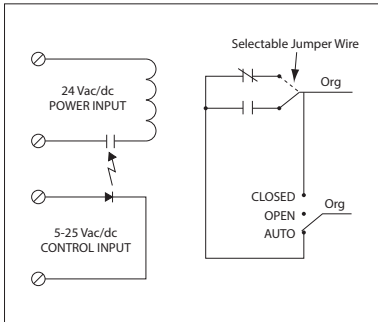 Selectable Jumper Wire
24 Vac/dc
POWER INPUT
Org
CLOSED
OPEN
AUTO
Org
5-25 Vac/dc
CONTROL INPUT